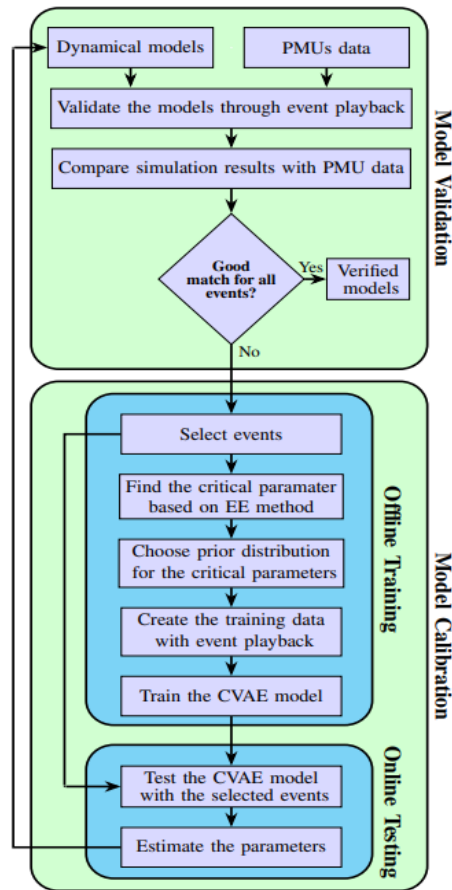 Dynamical models
PMUs data
Validate the models through event playback
Compare simulation results with PMU data
Good
match for all
events?
Yes
Verified
models
No
Model Validation
Select events
Find the critical paramater
based on EE method
Choose prior distribution
for the critical parameters
Create the training data
with event playback
Train the CVAE model
Offline Training
Test the CVAE model
with the selected events
Estimate the parameters
Online Testing
Model Calibration